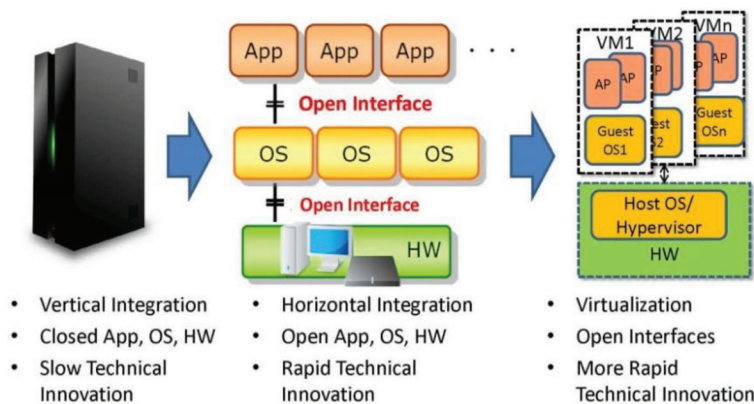 App App App . . .
Open Interface
OS OS OS
Open Interface
HW
VM1 VM2 VMn
AP AP AP AP
Guest OS1
Guest OSn
Host OS/
Hypervisor
HW
• Vertical Integration
• Closed App, OS, HW
• Slow Technical
Innovation
• Horizontal Integration
• Open App, OS, HW
• Rapid Technical
Innovation
• Virtualization
• Open Interfaces
• More Rapid
Technical Innovation